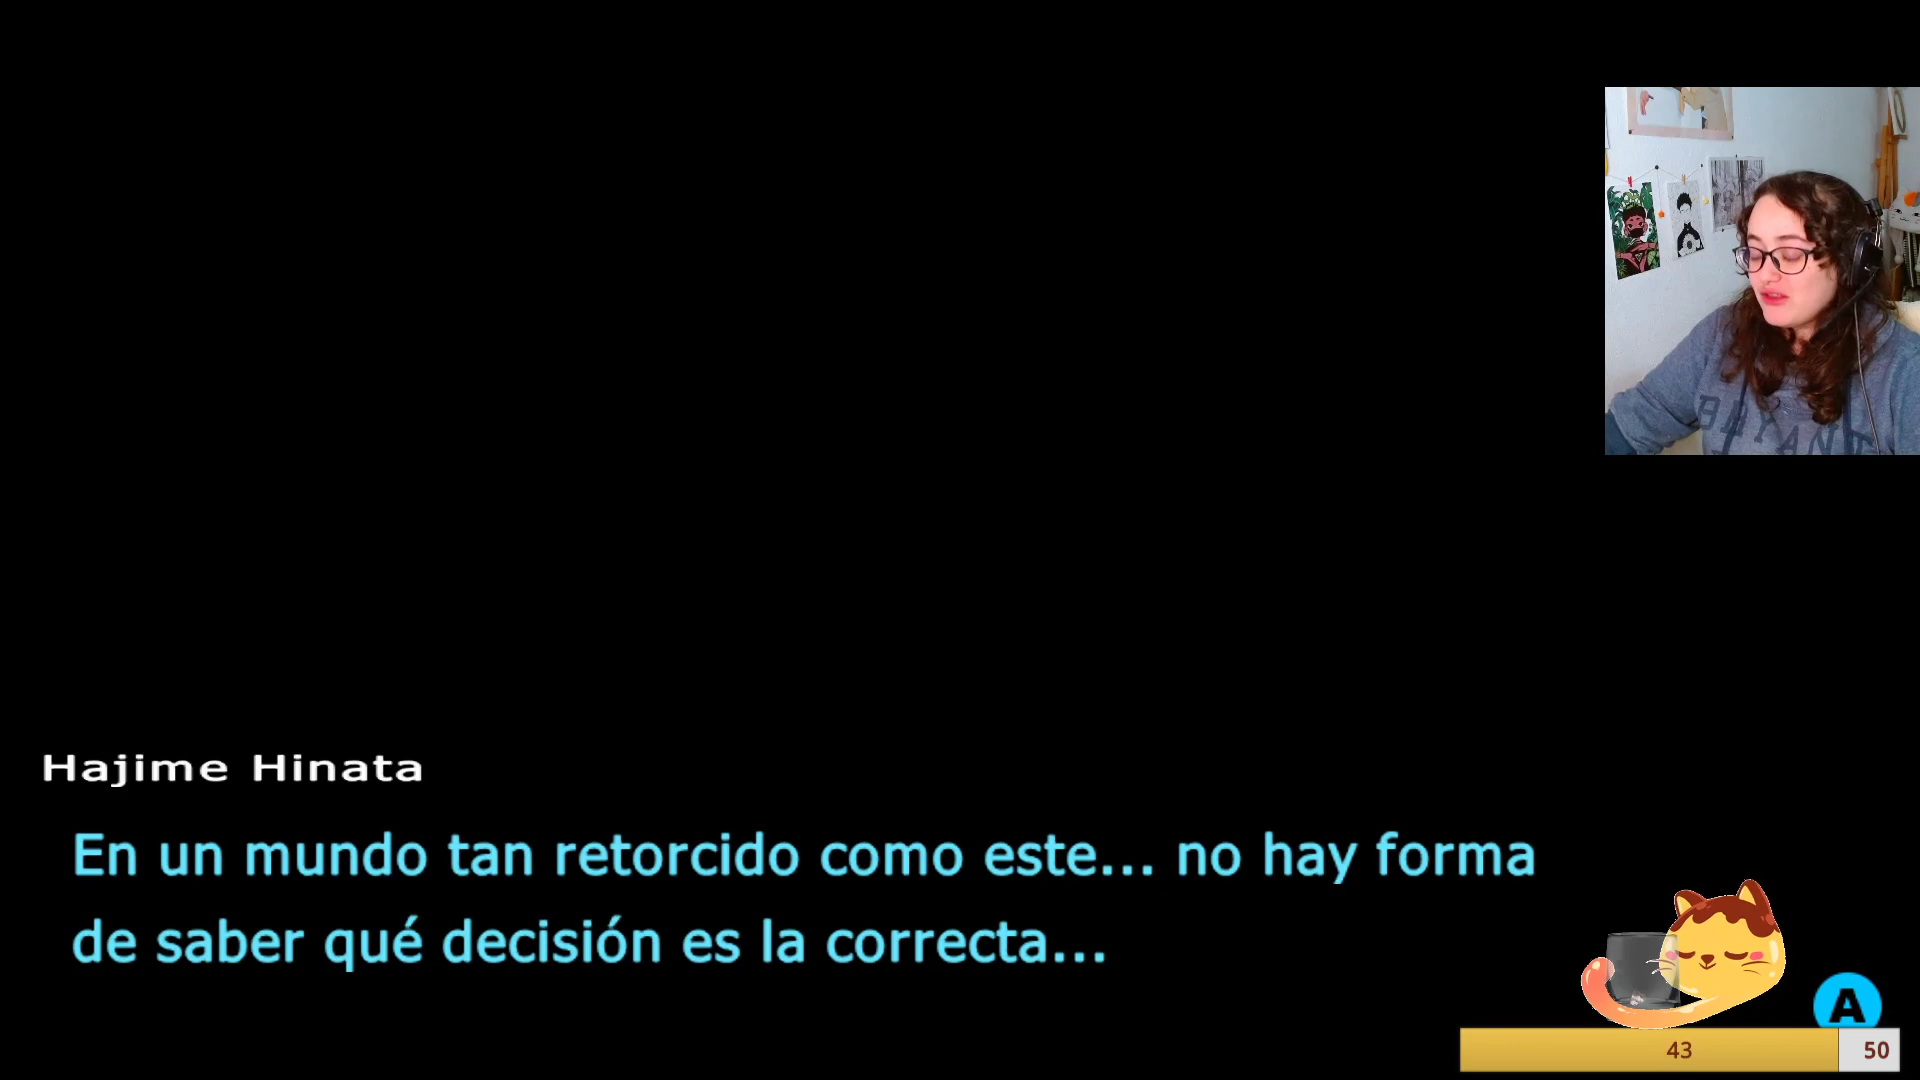 Hajime Hinata
En un mundo tan retorcido como este... no hay forma
de saber qué decisión es la correcta...
A
43
50